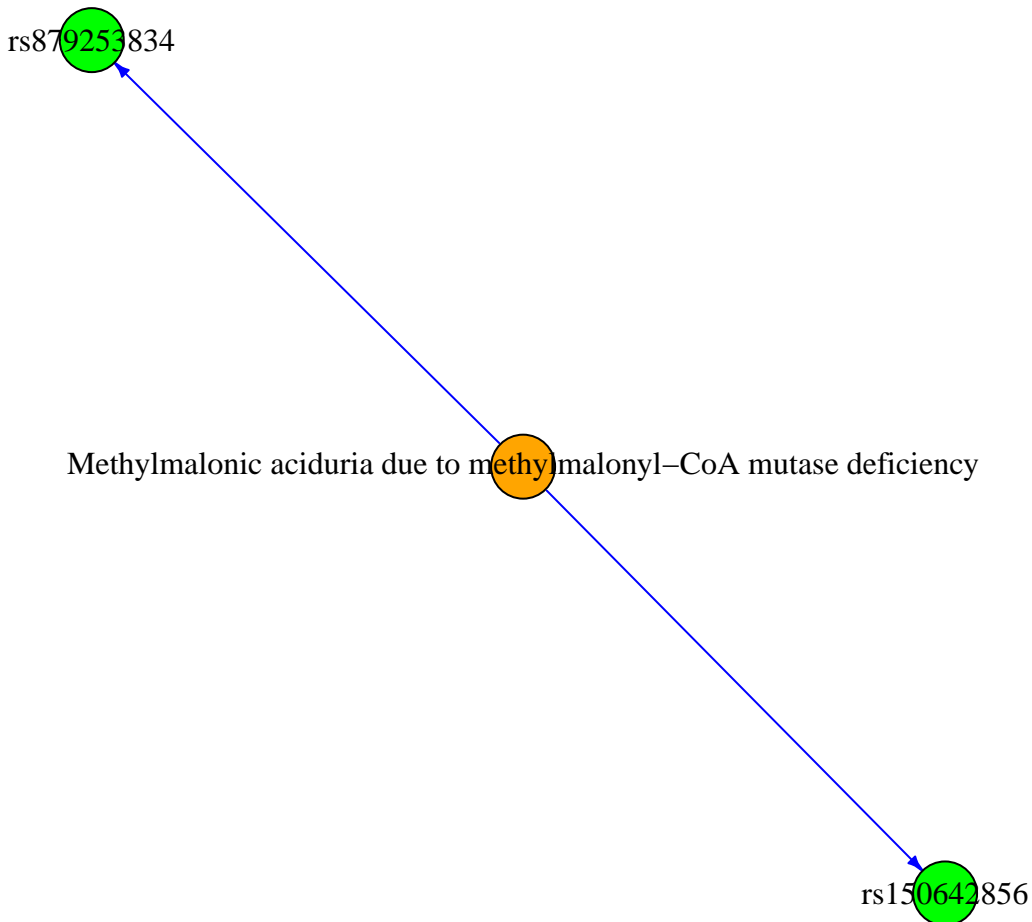 rs879253834
Methylmalonic aciduria due to methylmalonyl−CoA mutase deficiency
rs150642856